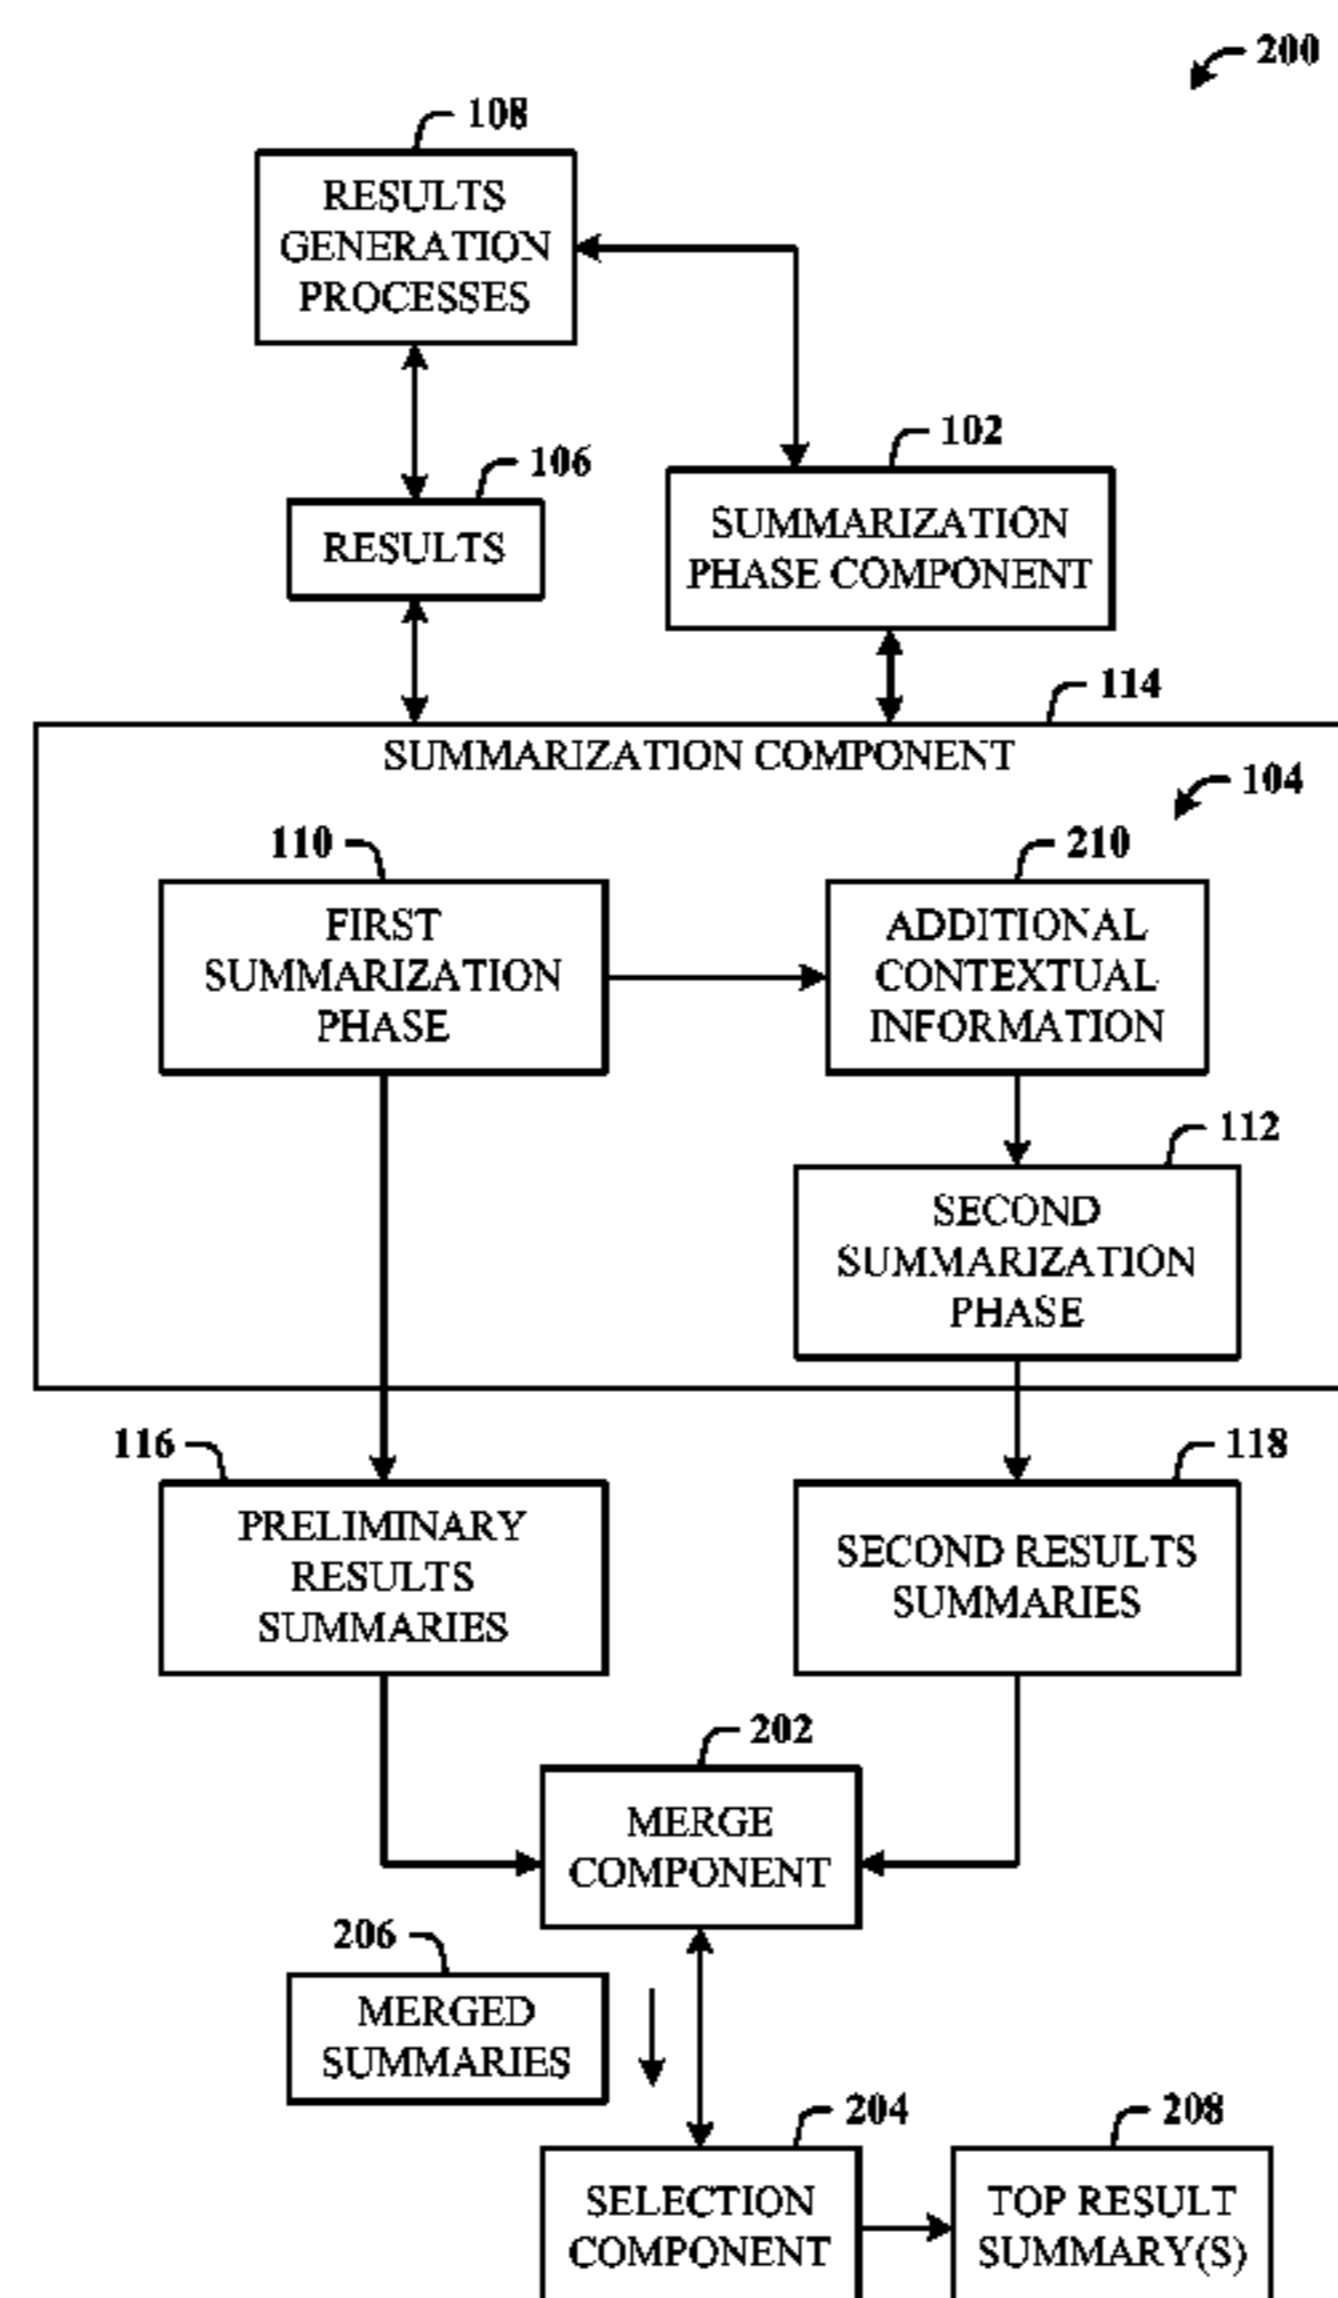 200
108
RESULTS
GENERATION
PROCESSES
102
106
SUMMARIZATION
PHASE COMPONENT
RESULTS
114
SUMMARIZATION COMPONENT
104
110
210
FIRST
SUMMARIZATION
PHASE
ADDITIONAL
CONTEXTUAL
INFORMATION
112
SECOND
SUMMARIZATION
PHASE
116
118
PRELIMINARY
RESULTS
SUMMARIES
SECOND RESULTS
SUMMARIES
202
MERGE
COMPONENT
206
MERGED
SUMMARIES
204
208
SELECTION
COMPONENT
TOP RESULT
SUMMARY(S)